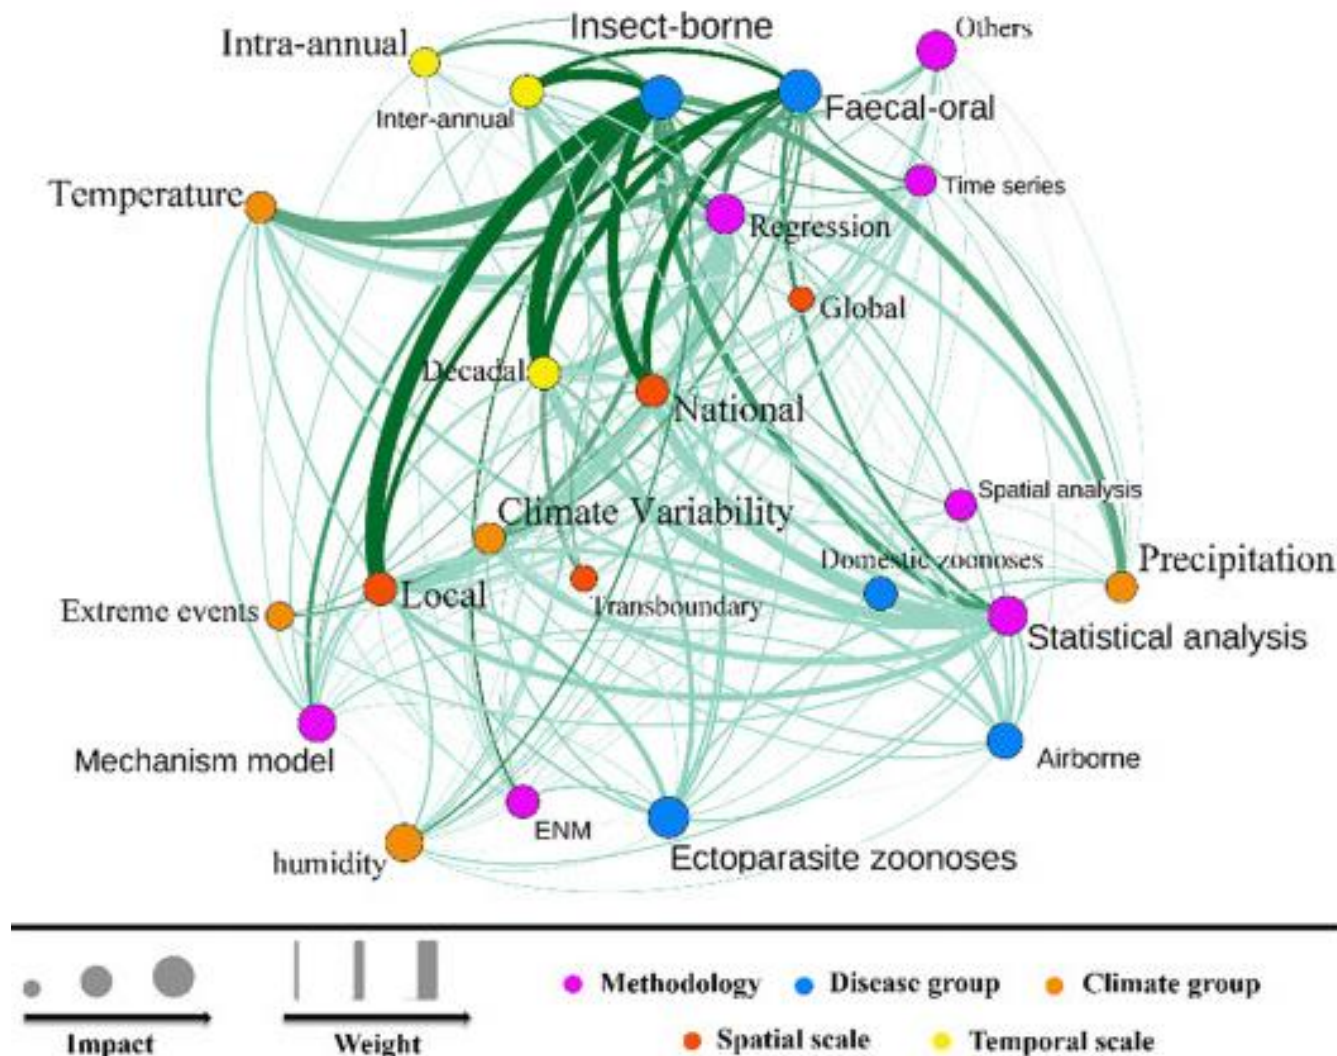 Insect-borne
Others
Intra-annual
Faecal-oral
Inter-annual
Temperature
Time series
Regression
Global
Decadal
National
Spatial analysis
Climate Variability
Domestic zoonoses
Precipitation
Local
Transboundary
Extreme events
Statistical analysis
Mechanism model
Airborne
ENM
humidity
Ectoparasite zoonoses
Methodology
Disease group
Climate group
Impact
Weight
Spatial scale
Temporal scale